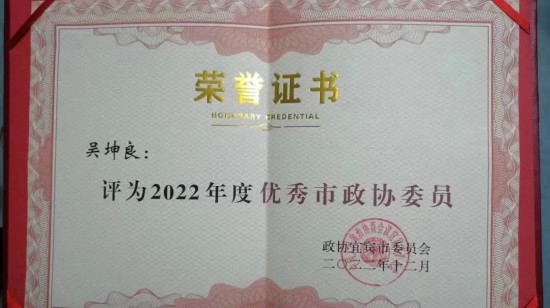 荣誉证书
HONORARY CREDENTIAL
吴坤良：
评为2022年度优秀市政协委员
政协宜宾市委员会
二〇二二年十二月